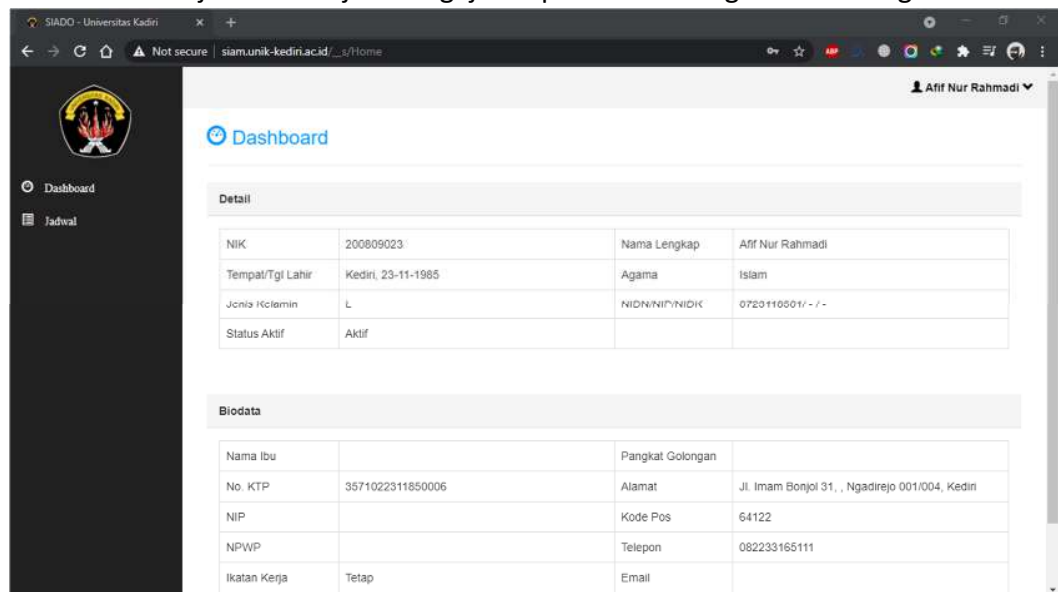 SIADO - Universitas Kadiri
Not secure siam.unik-kediri.ac.id/__s/Home
Afif Nur Rahmadi
Dashboard
Dashboard
Jadwal
Detail
NIK 200809023 Nama Lengkap Afif Nur Rahmadi
Tempat/Tgl Lahir Kediri, 23-11-1985 Agama Islam
Jenis Kelamin L NIDN/NIP/NIDK
Status Aktif Aktif
Biodata
Nama Ibu Pangkat Golongan
No. KTP 3571022311850006 Alamat Jl. Imam Bonjol 31, , Ngadirejo 001/004, Kediri
NIP Kode Pos 64122
NPWP Telepon 082233165111
Ikatan Kerja Tetap Email